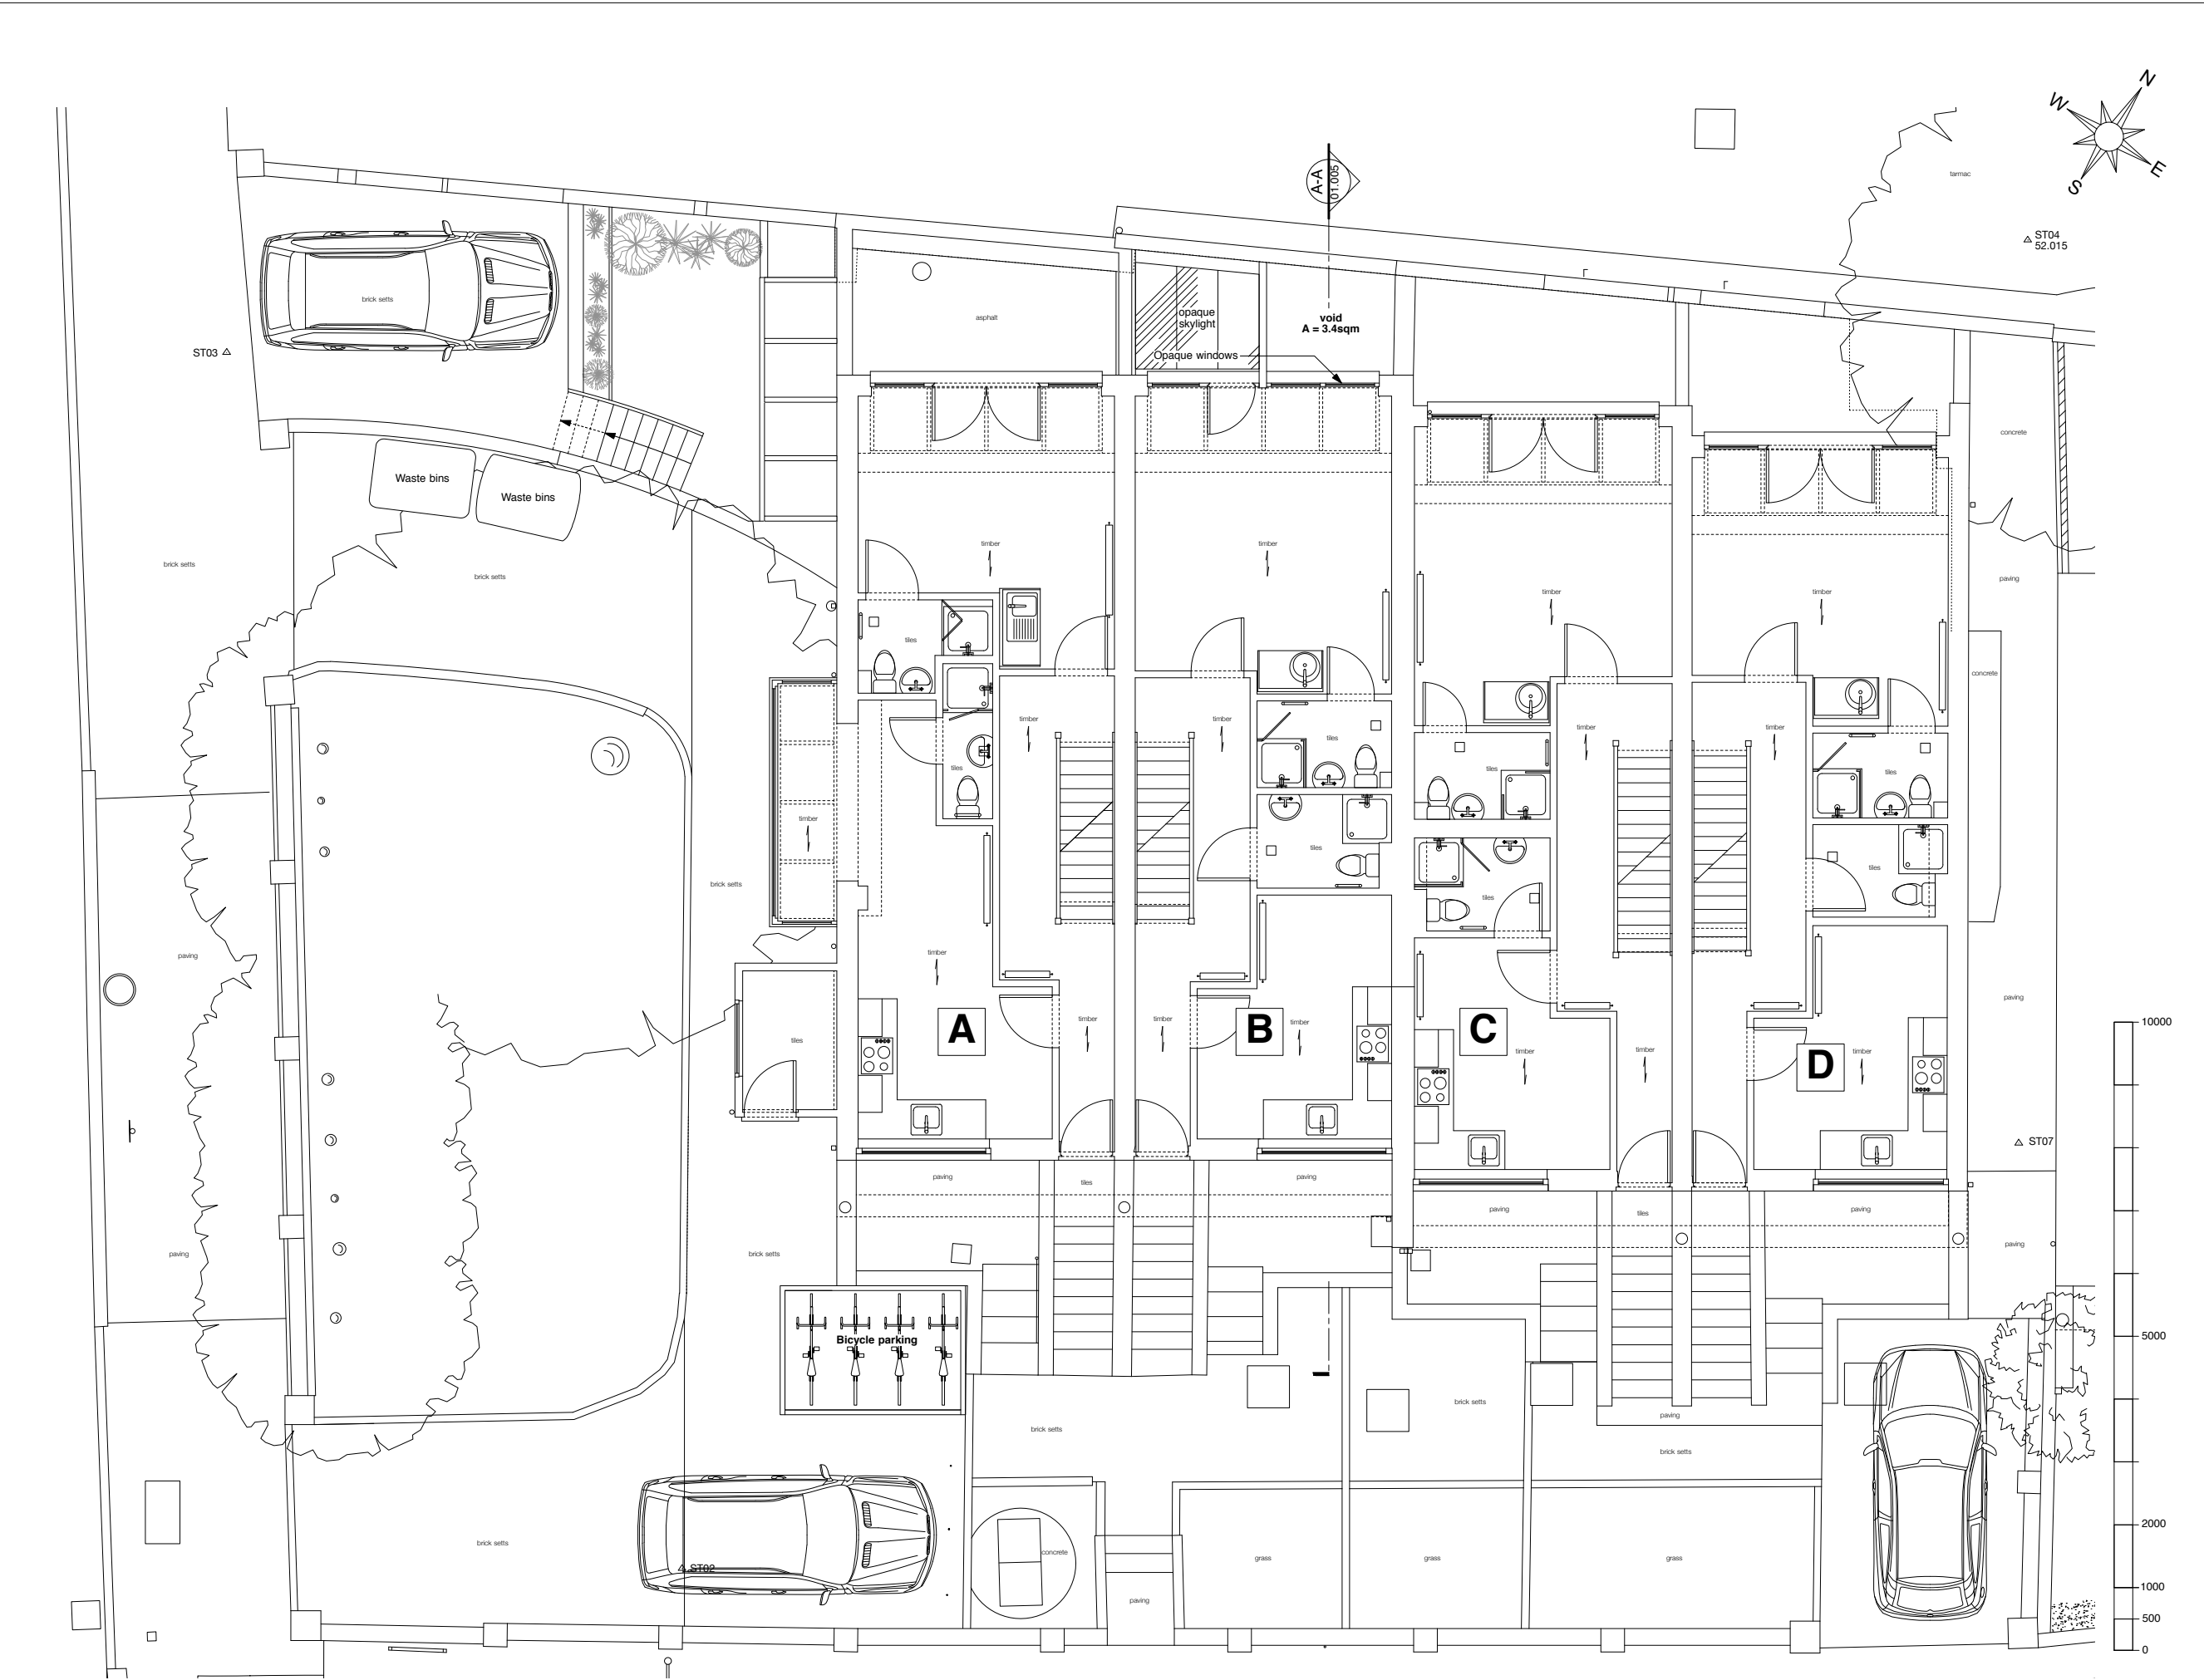 N
W
E
S
tarmac
ST04
52.015
A-A
01.005
brick setts
asphalt
opaque
skylight
void
A = 3.4sqm
ST03
Opaque windows
concrete
Waste bins
Waste bins
timber
timber
brick setts
brick setts
paving
timber
timber
tiles
concrete
timber
timber
timber
timber
tiles
tiles
tiles
tiles
timber
tiles
tiles
brick setts
tiles
paving
timber
paving
A
B
C
D
timber
timber
timber
10000
tiles
timber
timber
timber
ST07
paving
tiles
paving
paving
tiles
paving
paving
paving
brick setts
Bicycle parking
5000
brick setts
paving
brick setts
brick setts
2000
brick setts
concrete
grass
grass
grass
ST02
1000
paving
500
0